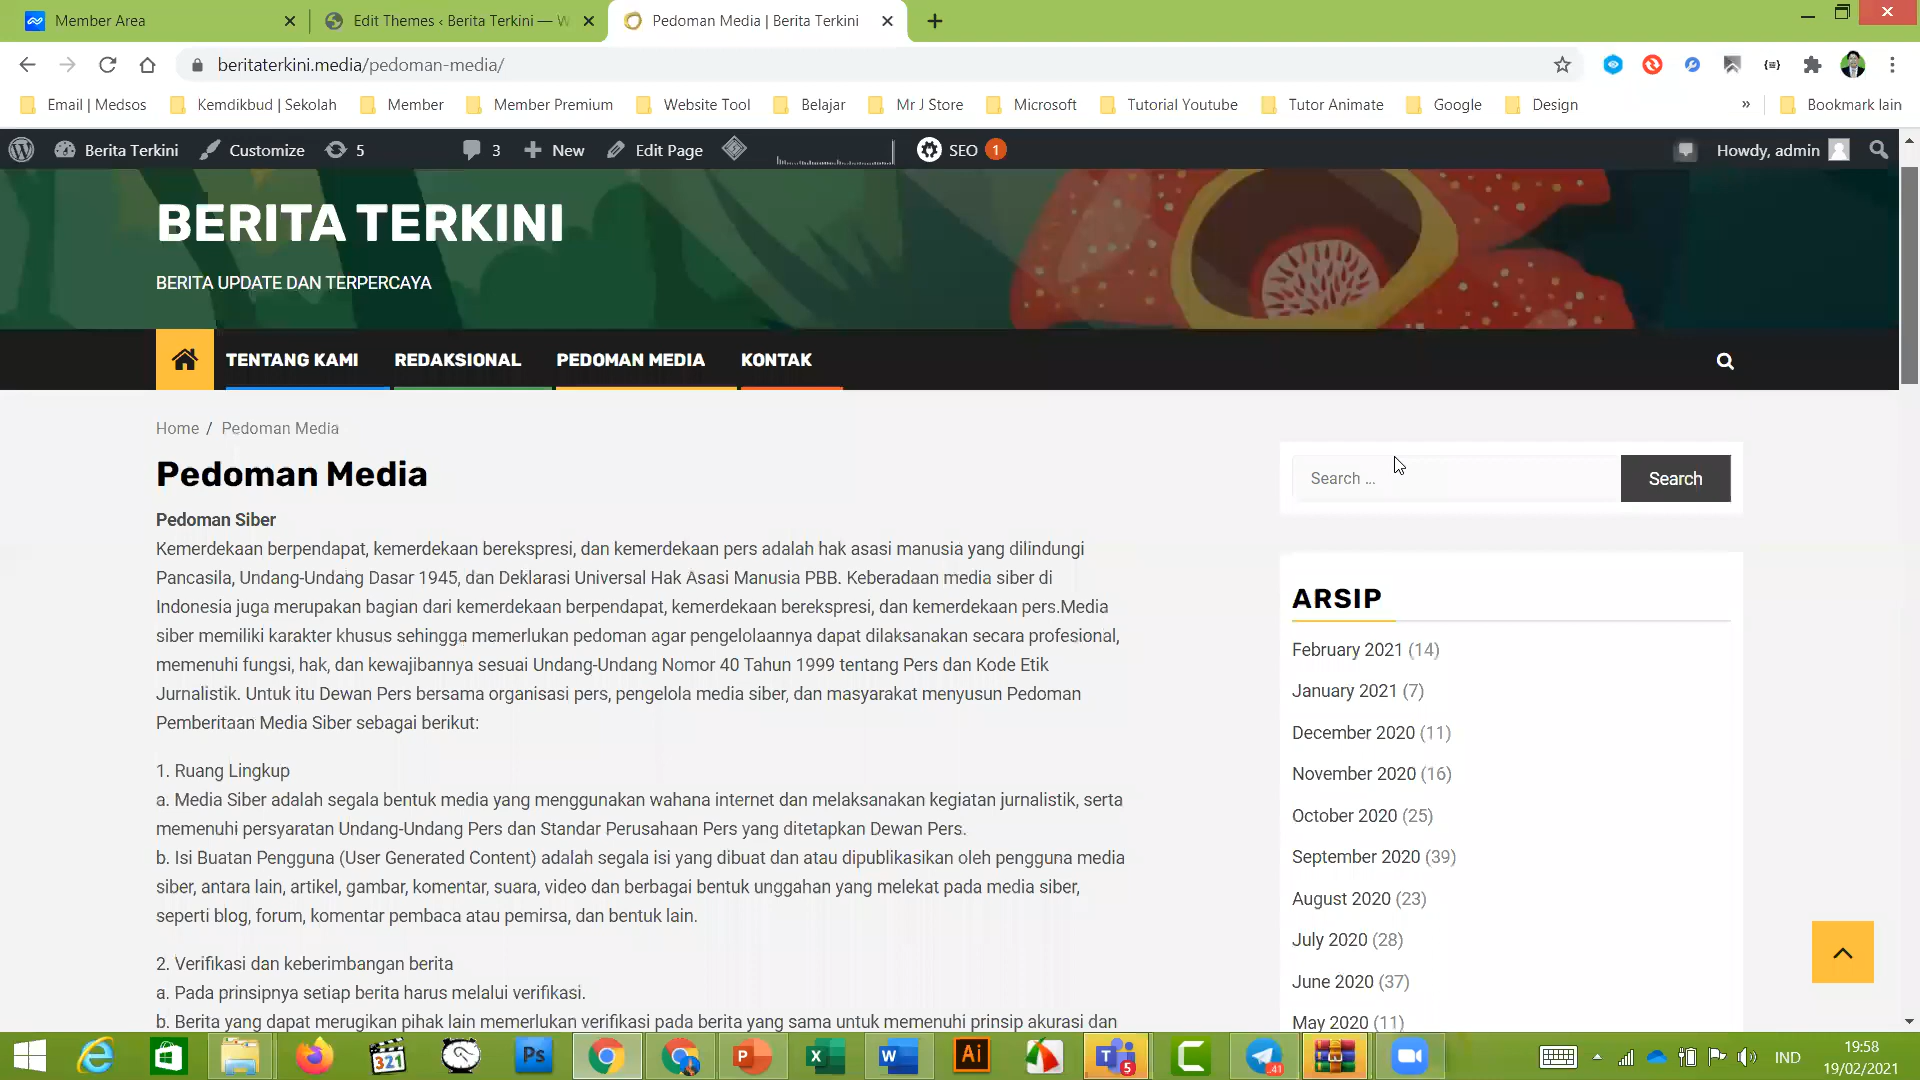 Member Area
Edit Themes ‹ Berita Terkini — W
Pedoman Media | Berita Terkini
beritaterkini.media/pedoman-media/
Email | Medsos
Kemdikbud | Sekolah
Member
Member Premium
Website Tool
Belajar
Mr J Store
Microsoft
Tutorial Youtube
Tutor Animate
Google
Design
»
Bookmark lain
Berita Terkini
Customize
5
3
New
Edit Page
SEO 1
Howdy, admin
BERITA TERKINI
BERITA UPDATE DAN TERPERCAYA
TENTANG KAMI
REDAKSIONAL
PEDOMAN MEDIA
KONTAK
Home / Pedoman Media
Pedoman Media
Pedoman Siber
Kemerdekaan berpendapat, kemerdekaan berekspresi, dan kemerdekaan pers adalah hak asasi manusia yang dilindungi
Pancasila, Undang-Undang Dasar 1945, dan Deklarasi Universal Hak Asasi Manusia PBB. Keberadaan media siber di
Indonesia juga merupakan bagian dari kemerdekaan berpendapat, kemerdekaan berekspresi, dan kemerdekaan pers.Media
siber memiliki karakter khusus sehingga memerlukan pedoman agar pengelolaannya dapat dilaksanakan secara profesional,
memenuhi fungsi, hak, dan kewajibannya sesuai Undang-Undang Nomor 40 Tahun 1999 tentang Pers dan Kode Etik
Jurnalistik. Untuk itu Dewan Pers bersama organisasi pers, pengelola media siber, dan masyarakat menyusun Pedoman
Pemberitaan Media Siber sebagai berikut:
1. Ruang Lingkup
a. Media Siber adalah segala bentuk media yang menggunakan wahana internet dan melaksanakan kegiatan jurnalistik, serta
memenuhi persyaratan Undang-Undang Pers dan Standar Perusahaan Pers yang ditetapkan Dewan Pers.
b. Isi Buatan Pengguna (User Generated Content) adalah segala isi yang dibuat dan atau dipublikasikan oleh pengguna media
siber, antara lain, artikel, gambar, komentar, suara, video dan berbagai bentuk unggahan yang melekat pada media siber,
seperti blog, forum, komentar pembaca atau pemirsa, dan bentuk lain.
2. Verifikasi dan keberimbangan berita
a. Pada prinsipnya setiap berita harus melalui verifikasi.
b. Berita yang dapat merugikan pihak lain memerlukan verifikasi pada berita yang sama untuk memenuhi prinsip akurasi dan
Search ...
Search
ARSIP
February 2021 (14)
January 2021 (7)
December 2020 (11)
November 2020 (16)
October 2020 (25)
September 2020 (39)
August 2020 (23)
July 2020 (28)
June 2020 (37)
May 2020 (11)
321
Ps
P
X
W
Ai
T
5
C
41
IND
19:58
19/02/2021